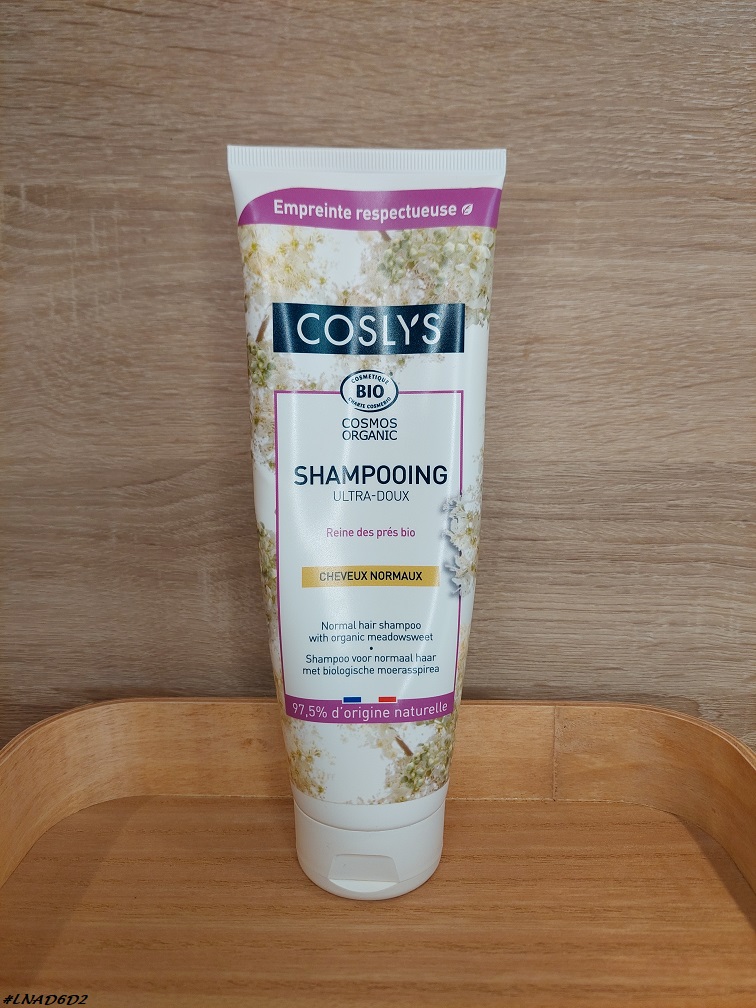 Empreinte respectueuse
COSLYS
COSMETIQUE
BIO
CHARTE COSMEBIO
COSMOS
ORGANIC
SHAMPOOING
ULTRA-DOUX
Reine des prés bio
CHEVEUX NORMAUX
Normal hair shampoo
with organic meadowsweet
•
Shampoo voor normaal haar
met biologische moerasspirea
97,5% d'origine naturelle
#LNAD6D2